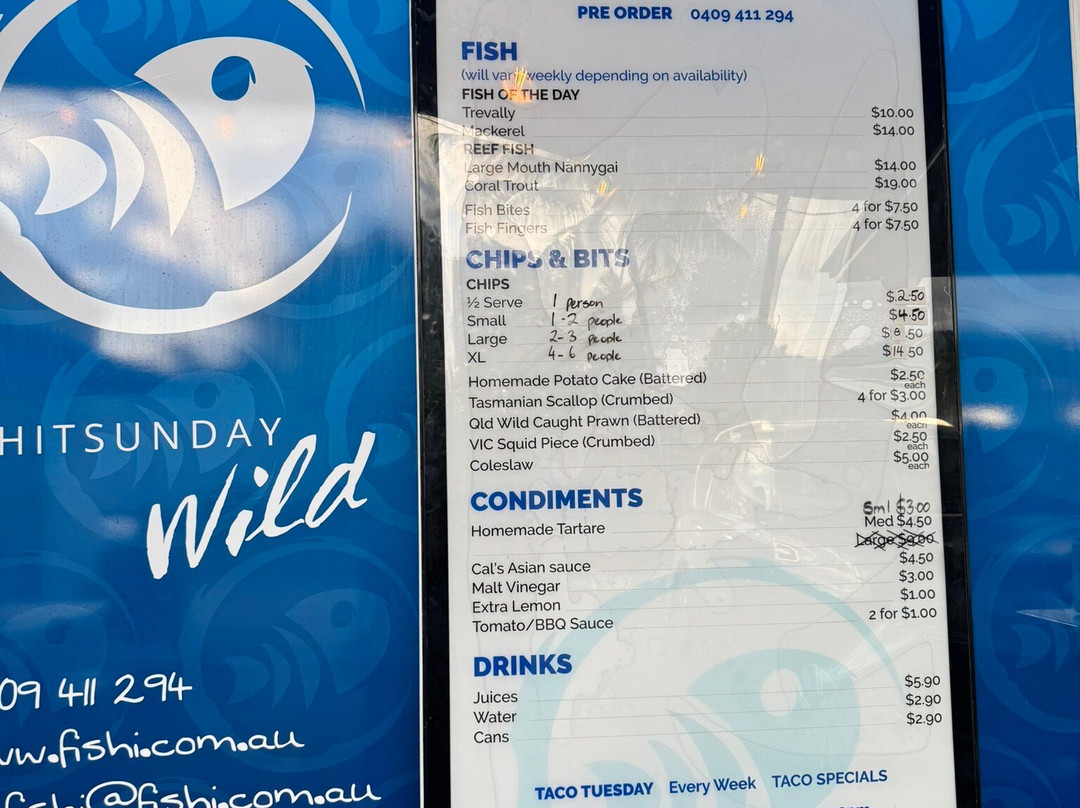 HITSUNDAY
Wild
09 411 294
w.fishi.com.au
fishi@fishi.com.au
PRE ORDER 0409 411 294
FISH
(will vary weekly depending on availability)
FISH OF THE DAY
Trevally $10.00
Mackerel $14.00
REEF FISH
Large Mouth Nannygai $14.00
Coral Trout $19.00
Fish Bites 4 for $7.50
Fish Fingers 4 for $7.50
CHIPS & BITS
CHIPS
½ Serve 1 person $2.50
Small 1-2 people $4.50
Large 2-3 people $8.50
XL 4-6 people $14.50
Homemade Potato Cake (Battered) $2.50 each
Tasmanian Scallop (Crumbed) 4 for $3.00
Qld Wild Caught Prawn (Battered) $4.00 each
VIC Squid Piece (Crumbed) $2.50 each
Coleslaw $5.00 each
CONDIMENTS
Sml $3.00
Homemade Tartare Med $4.50
Large $9.00
Cal's Asian sauce $4.50
Malt Vinegar $3.00
Extra Lemon $1.00
Tomato/BBQ Sauce 2 for $1.00
DRINKS
Juices $5.90
Water $2.90
Cans $2.90
TACO TUESDAY Every Week TACO SPECIALS